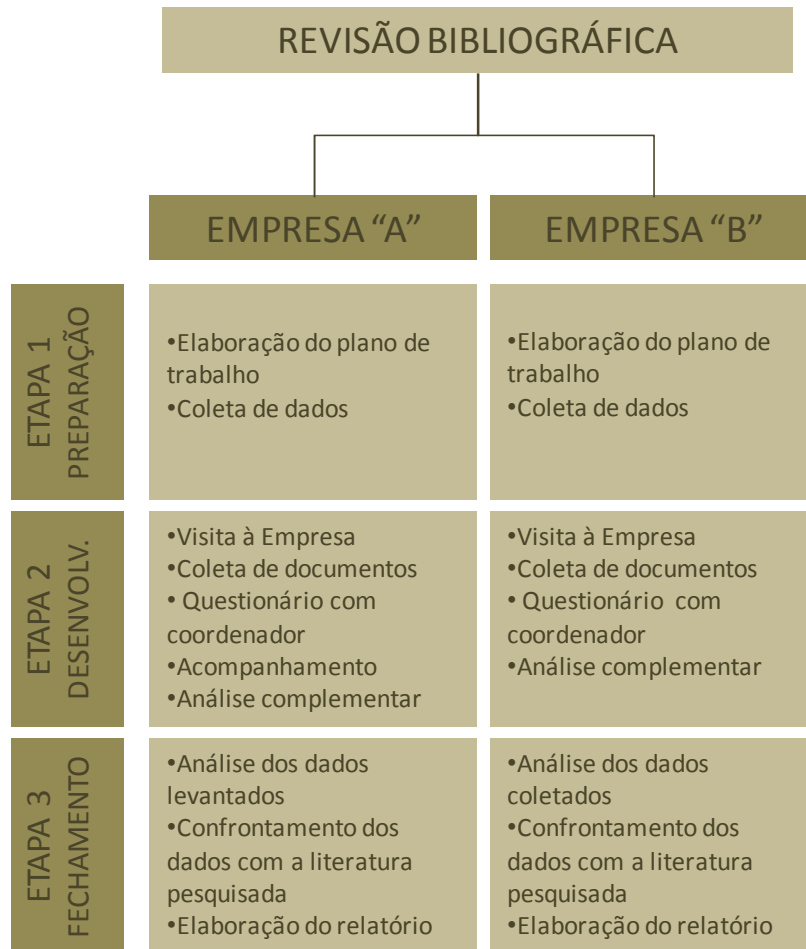 REVISÃO BIBLIOGRÁFICA
EMPRESA “A”
EMPRESA “B”
ETAPA 1
PREPARAÇÃO
•Elaboração do plano de
trabalho
•Coleta de dados
•Elaboração do plano de
trabalho
•Coleta de dados
ETAPA 2
DESENVOLV.
•Visita à Empresa
•Coleta de documentos
• Questionário com
coordenador
•Acompanhamento
•Análise complementar
•Visita à Empresa
•Coleta de documentos
• Questionário com
coordenador
•Análise complementar
ETAPA 3
FECHAMENTO
•Análise dos dados
levantados
•Confrontamento dos
dados com a literatura
pesquisada
•Elaboração do relatório
•Análise dos dados
coletados
•Confrontamento dos
dados com a literatura
pesquisada
•Elaboração do relatório